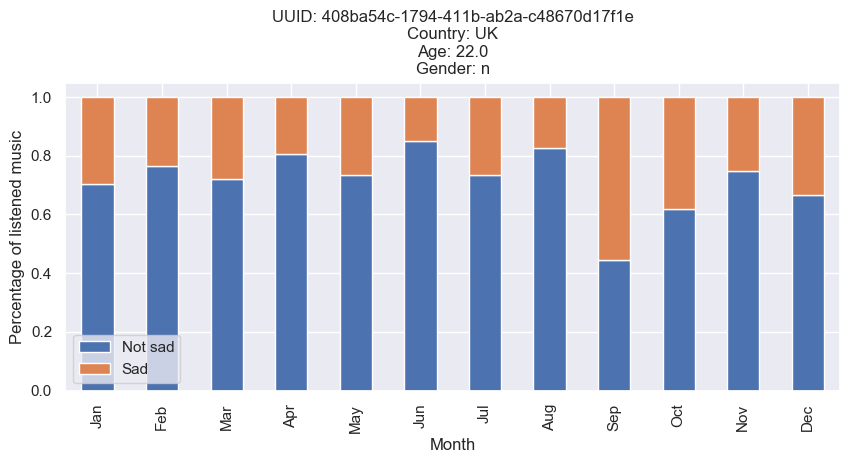 UUID: 408ba54c-1794-411b-ab2a-c48670d17f1e
Country: UK
Age: 22.0
Gender: n
Percentage of listened music
1.0
0.8
0.6
0.4
0.2
0.0
Not sad
Sad
Jan Feb Mar Apr May Jun Jul Aug Sep Oct Nov Dec
Month